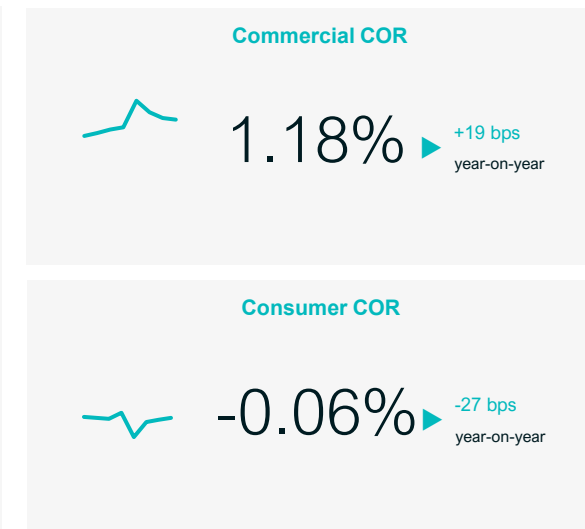 Commercial COR
1.18%
+19 bps
year-on-year
Consumer COR
-0.06%
-27 bps
year-on-year